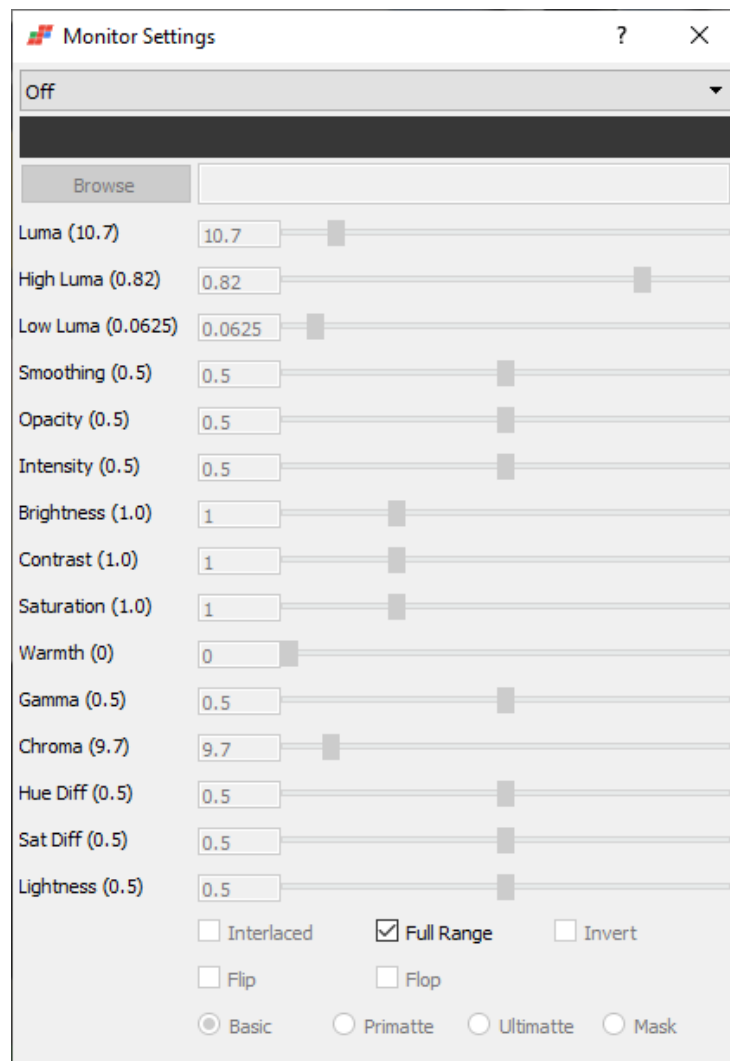 Monitor Settings ?
Off
Browse
Luma (10.7) 10.7
High Luma (0.82) 0.82
Low Luma (0.0625) 0.0625
Smoothing (0.5) 0.5
Opacity (0.5) 0.5
Intensity (0.5) 0.5
Brightness (1.0) 1
Contrast (1.0) 1
Saturation (1.0) 1
Warmth (0) 0
Gamma (0.5) 0.5
Chroma (9.7) 9.7
Hue Diff (0.5) 0.5
Sat Diff (0.5) 0.5
Lightness (0.5) 0.5
Interlaced Full Range Invert
Flip Flop
Basic Primatte Ultimatte Mask